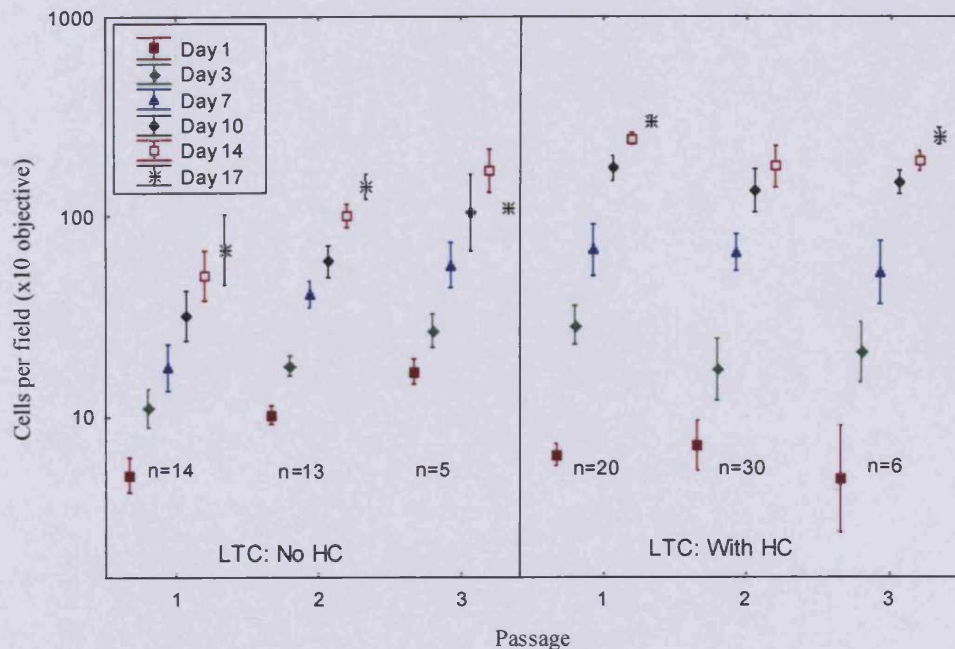 1000
100
10
Cells per field (x10 objective)
Day 1
Day 3
Day 7
Day 10
Day 14
Day 17
n=14
n=13
n=5
n=20
n=30
n=6
LTC: No HC
LTC: With HC
1
2
3
1
2
3
Passage